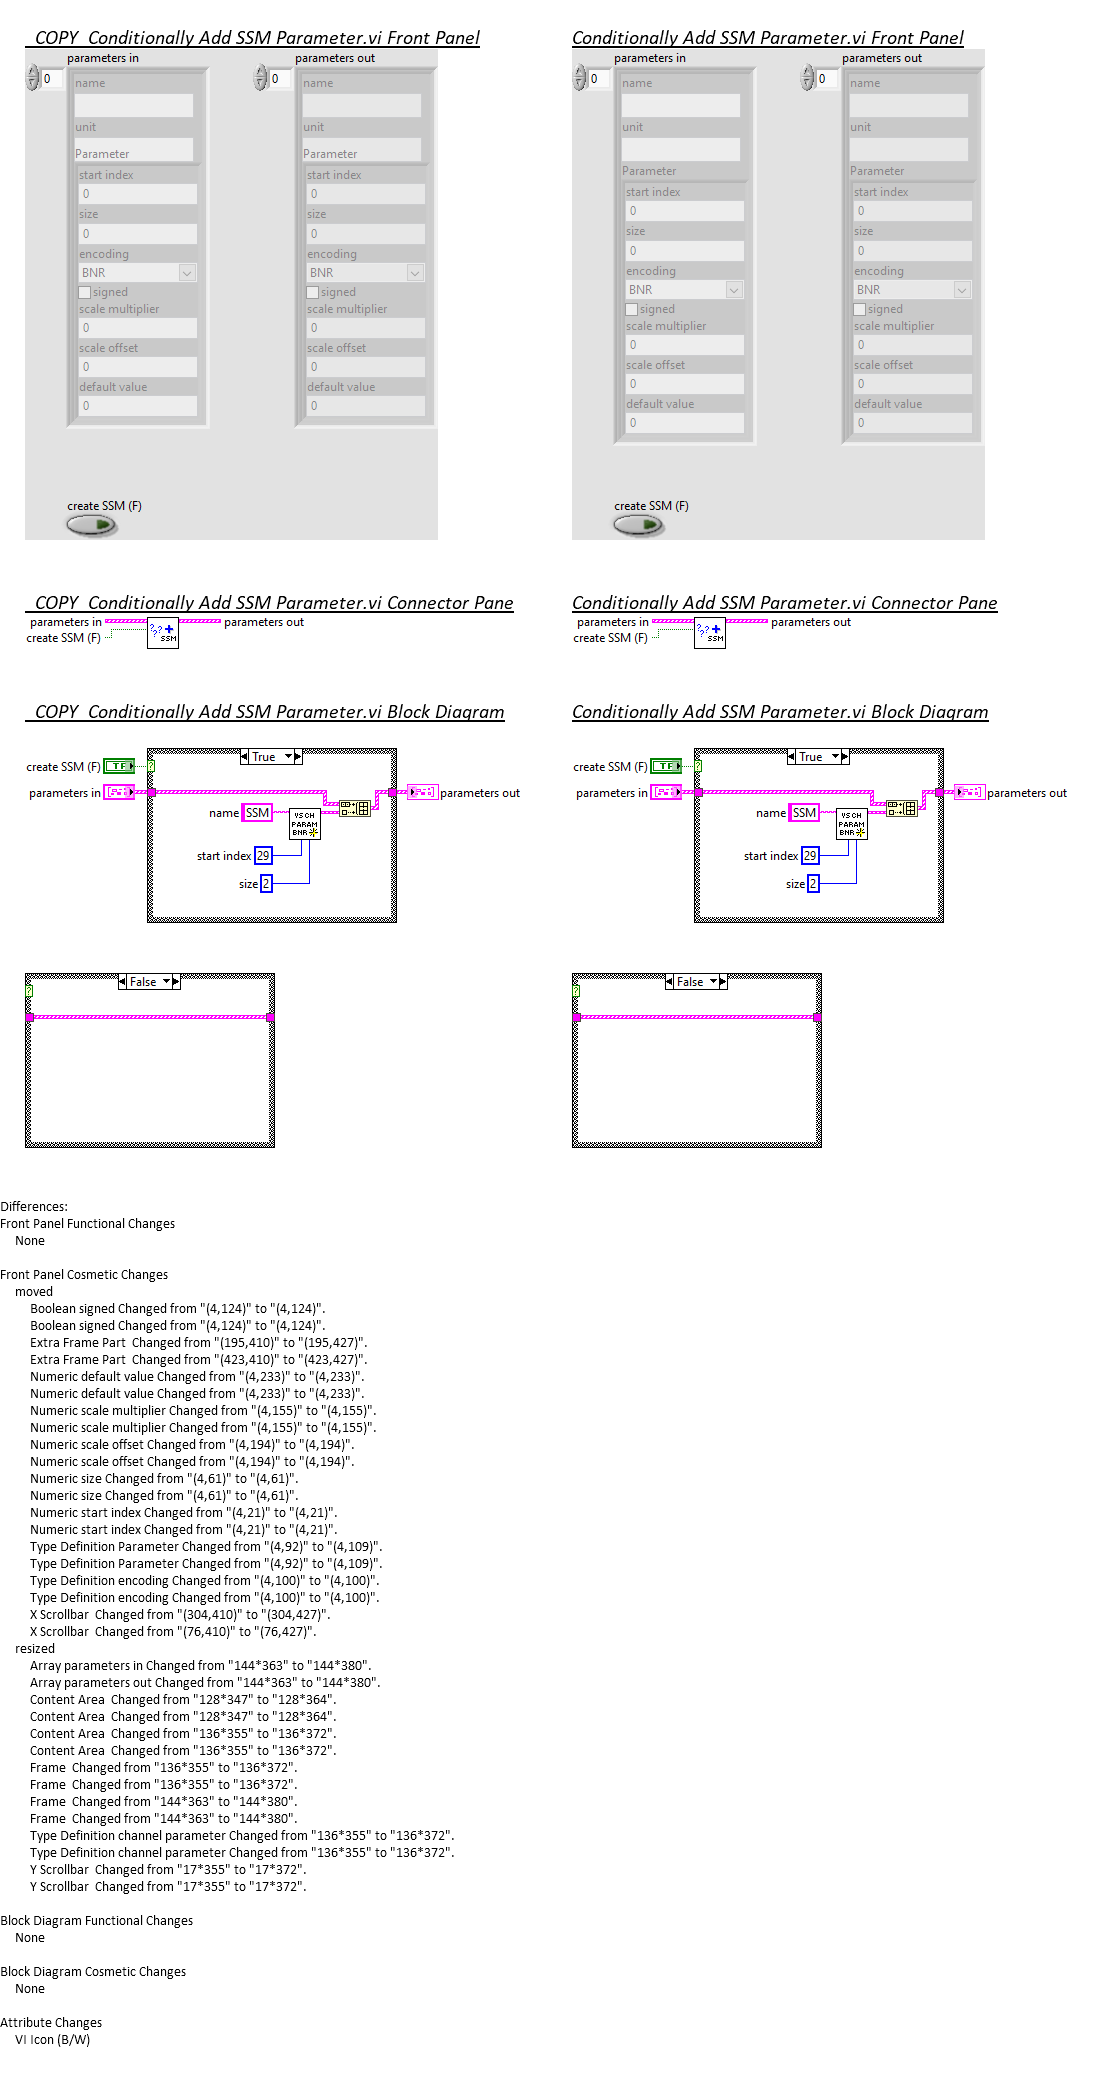 _COPY_Conditionally Add SSM Parameter.vi Front Panel
parameters in
parameters out
0
0
name
name
unit
unit
Parameter
Parameter
start index
start index
0
0
size
size
0
0
encoding
encoding
BNR
BNR
signed
signed
scale multiplier
scale multiplier
0
0
scale offset
scale offset
0
0
default value
default value
0
0
create SSM (F)
Conditionally Add SSM Parameter.vi Front Panel
parameters in
parameters out
0
0
name
name
unit
unit
Parameter
Parameter
start index
start index
0
0
size
size
0
0
encoding
encoding
BNR
BNR
signed
signed
scale multiplier
scale multiplier
0
0
scale offset
scale offset
0
0
default value
default value
0
0
create SSM (F)
_COPY_Conditionally Add SSM Parameter.vi Connector Pane
parameters in
create SSM (F)
?
?? +
SSM
parameters out
Conditionally Add SSM Parameter.vi Connector Pane
parameters in
create SSM (F)
?
?? +
SSM
parameters out
_COPY_Conditionally Add SSM Parameter.vi Block Diagram
True
create SSM (F) TF ?
parameters in
parameters out
name SSM
VS CH
PARAM
BNR
start index 29
size 2
False
?
Conditionally Add SSM Parameter.vi Block Diagram
True
create SSM (F) TF ?
parameters in
parameters out
name SSM
VS CH
PARAM
BNR
start index 29
size 2
False
?
Differences:
Front Panel Functional Changes
None
Front Panel Cosmetic Changes
moved
Boolean signed Changed from "(4,124)" to "(4,124)".
Boolean signed Changed from "(4,124)" to "(4,124)".
Extra Frame Part  Changed from "(195,410)" to "(195,427)".
Extra Frame Part  Changed from "(423,410)" to "(423,427)".
Numeric default value Changed from "(4,233)" to "(4,233)".
Numeric default value Changed from "(4,233)" to "(4,233)".
Numeric scale multiplier Changed from "(4,155)" to "(4,155)".
Numeric scale multiplier Changed from "(4,155)" to "(4,155)".
Numeric scale offset Changed from "(4,194)" to "(4,194)".
Numeric scale offset Changed from "(4,194)" to "(4,194)".
Numeric size Changed from "(4,61)" to "(4,61)".
Numeric size Changed from "(4,61)" to "(4,61)".
Numeric start index Changed from "(4,21)" to "(4,21)".
Numeric start index Changed from "(4,21)" to "(4,21)".
Type Definition Parameter Changed from "(4,92)" to "(4,109)".
Type Definition Parameter Changed from "(4,92)" to "(4,109)".
Type Definition encoding Changed from "(4,100)" to "(4,100)".
Type Definition encoding Changed from "(4,100)" to "(4,100)".
X Scrollbar  Changed from "(304,410)" to "(304,427)".
X Scrollbar  Changed from "(76,410)" to "(76,427)".
resized
Array parameters in Changed from "144*363" to "144*380".
Array parameters out Changed from "144*363" to "144*380".
Content Area  Changed from "128*347" to "128*364".
Content Area  Changed from "128*347" to "128*364".
Content Area  Changed from "136*355" to "136*372".
Content Area  Changed from "136*355" to "136*372".
Frame  Changed from "136*355" to "136*372".
Frame  Changed from "136*355" to "136*372".
Frame  Changed from "144*363" to "144*380".
Frame  Changed from "144*363" to "144*380".
Type Definition channel parameter Changed from "136*355" to "136*372".
Type Definition channel parameter Changed from "136*355" to "136*372".
Y Scrollbar  Changed from "17*355" to "17*372".
Y Scrollbar  Changed from "17*355" to "17*372".
Block Diagram Functional Changes
None
Block Diagram Cosmetic Changes
None
Attribute Changes
VI Icon (B/W)